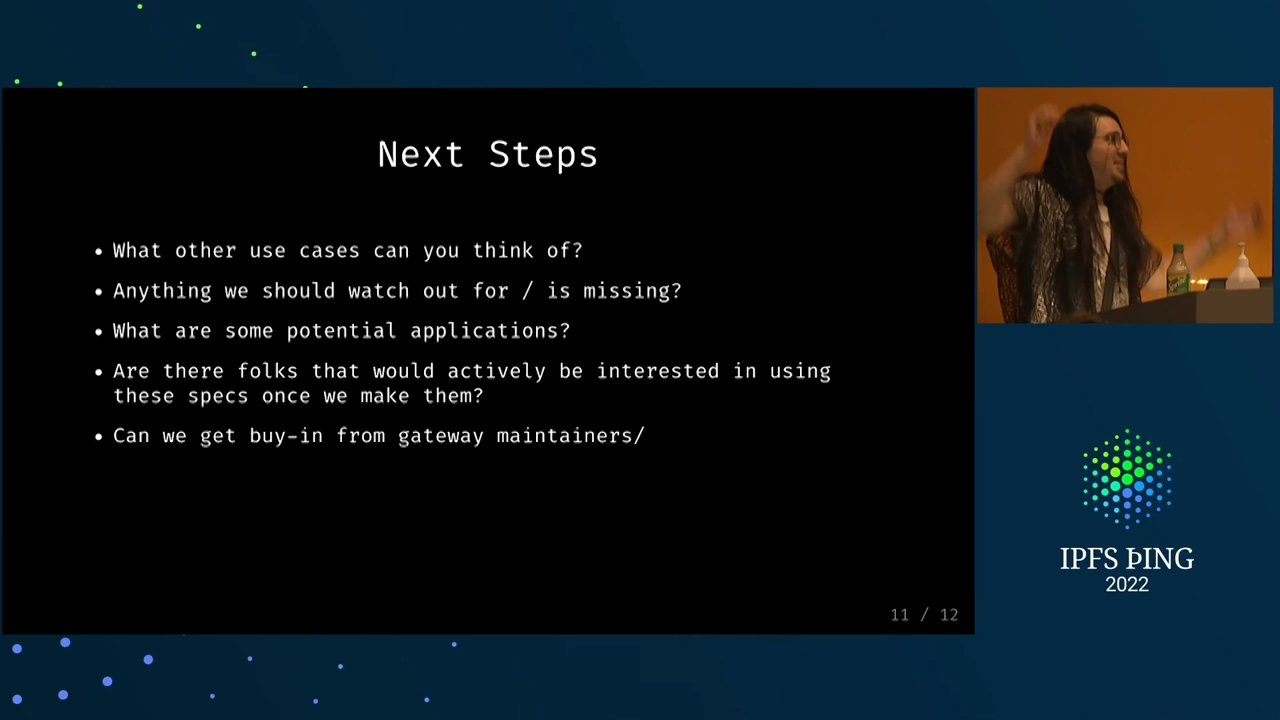 Next Steps
• What other use cases can you think of?
• Anything we should watch out for / is missing?
• What are some potential applications?
• Are there folks that would actively be interested in using
these specs once we make them?
• Can we get buy-in from gateway maintainers/
11 / 12
IPFS ÞING
2022